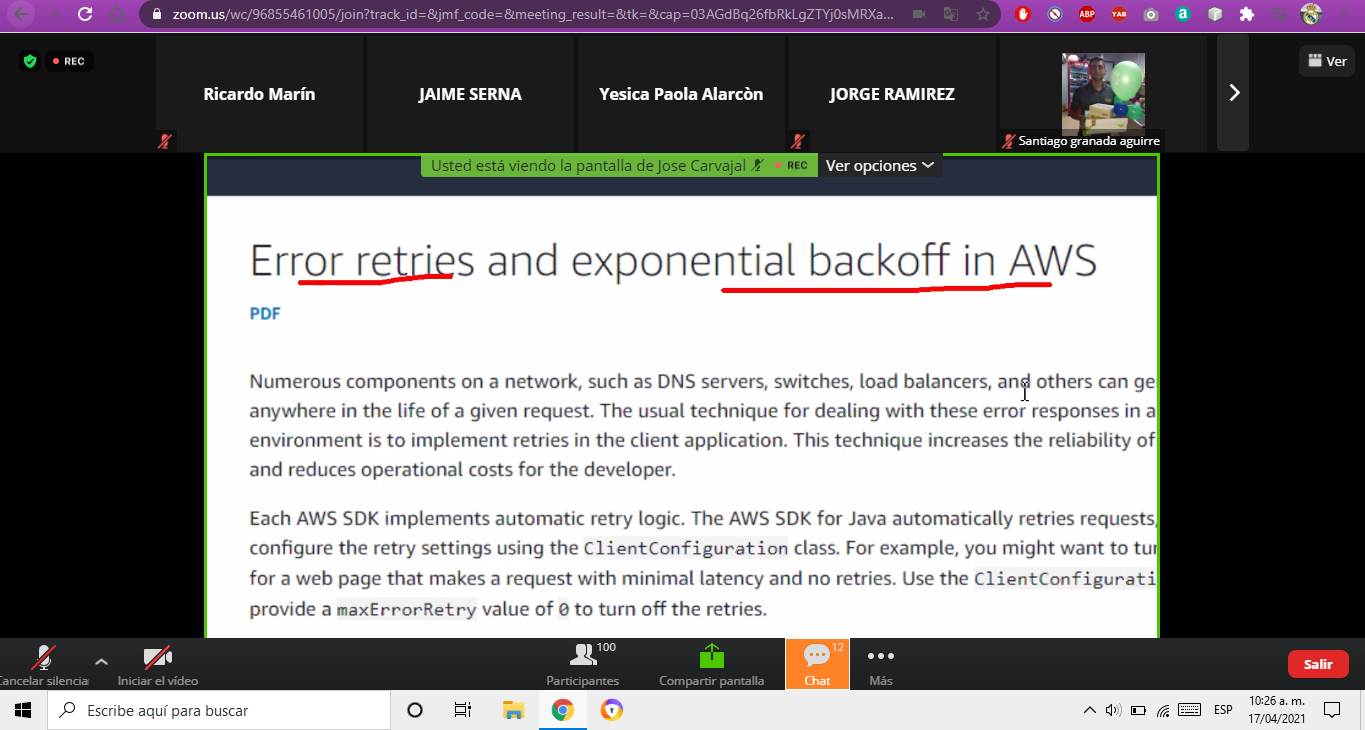 zoom.us/wc/96855461005/join?track_id=&jmf_code=&meeting_result=&tk=&cap=03AGdBq26fbRkLgZTYj0sMRXa...
ABP
YAB
a
REC
Ricardo Marín
JAIME SERNA
Yesica Paola Alarcòn
JORGE RAMIREZ
Santiago granada aguirre
Ver
Usted está viendo la pantalla de Jose Carvajal
REC
Ver opciones
Error retries and exponential backoff in AWS
PDF
Numerous components on a network, such as DNS servers, switches, load balancers, and others can ge
anywhere in the life of a given request. The usual technique for dealing with these error responses in a
environment is to implement retries in the client application. This technique increases the reliability of
and reduces operational costs for the developer.
Each AWS SDK implements automatic retry logic. The AWS SDK for Java automatically retries requests,
configure the retry settings using the ClientConfiguration class. For example, you might want to tur
for a web page that makes a request with minimal latency and no retries. Use the ClientConfigurati
provide a maxErrorRetry value of 0 to turn off the retries.
ancelar silencia
Iniciar el vídeo
100
Participantes
Compartir pantalla
12
Chat
Más
Salir
Escribe aquí para buscar
ESP
10:26 a. m.
17/04/2021